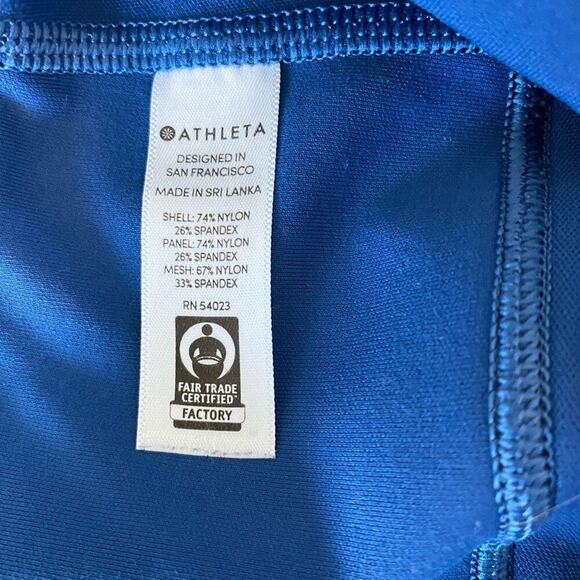 ATHLETA
DESIGNED IN
SAN FRANCISCO
MADE IN SRI LANKA
SHELL: 74% NYLON
26% SPANDEX
PANEL: 74% NYLON
26% SPANDEX
MESH: 67% NYLON
33% SPANDEX
RN 54023
FAIR TRADE
CERTIFIED™
FACTORY